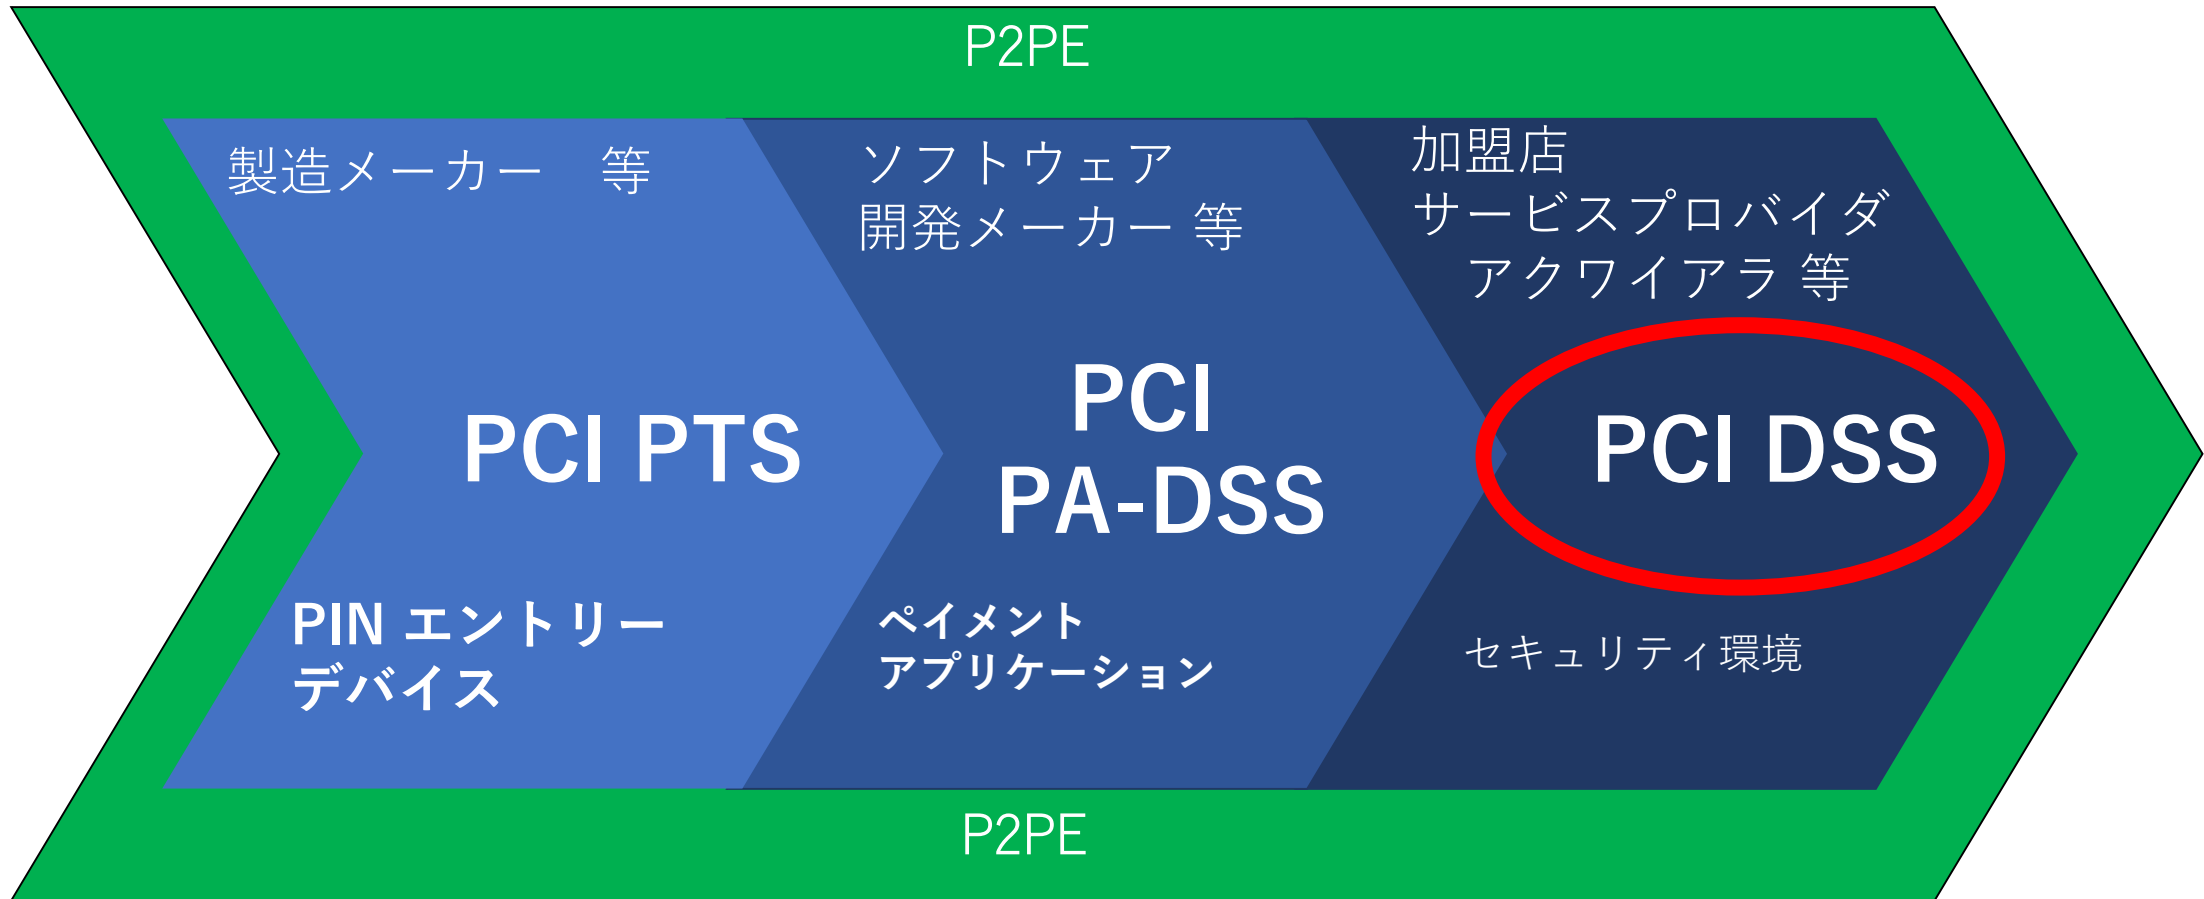 P2PE
製造メーカー　等
PCI PTS
PIN エントリー
デバイス
ソフトウェア
開発メーカー 等
PCI
PA-DSS
ペイメント
アプリケーション
加盟店
サービスプロバイダ
アクワイアラ 等
PCI DSS
セキュリティ環境
P2PE